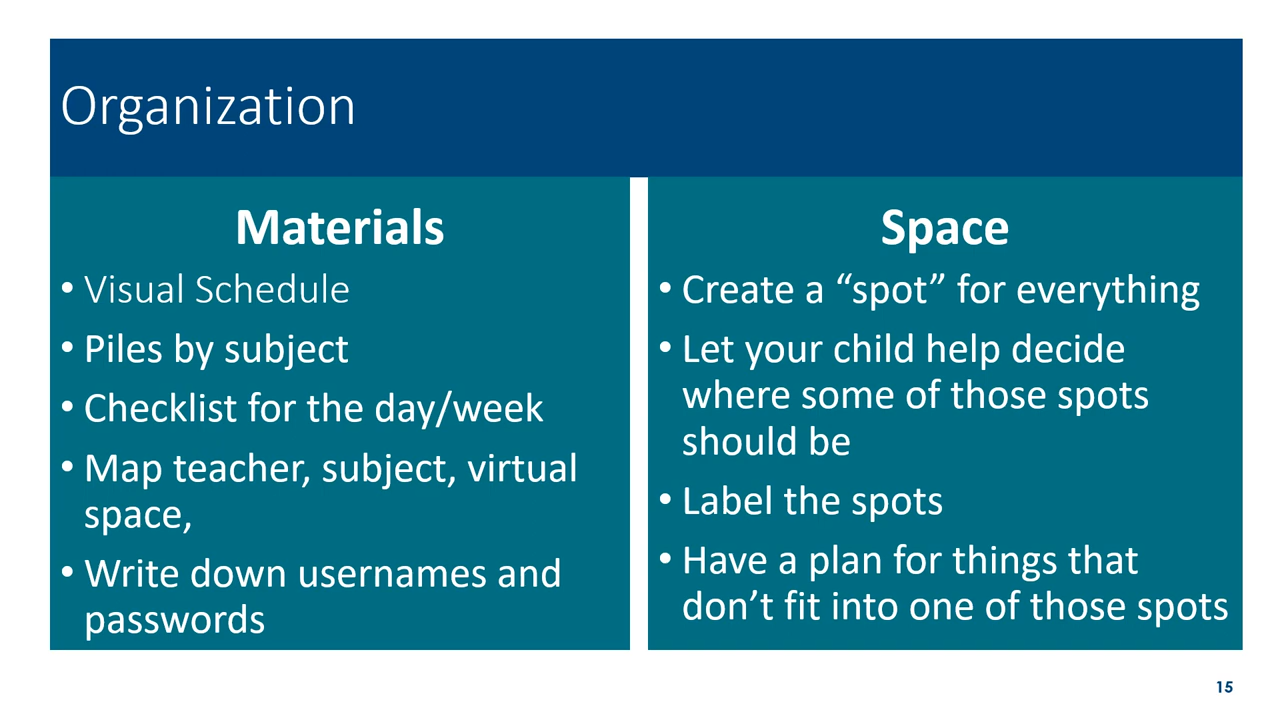 Organization
Materials
• Visual Schedule
• Piles by subject
• Checklist for the day/week
• Map teacher, subject, virtual
space,
• Write down usernames and
passwords
Space
• Create a “spot” for everything
• Let your child help decide
where some of those spots
should be
• Label the spots
• Have a plan for things that
don’t fit into one of those spots
15